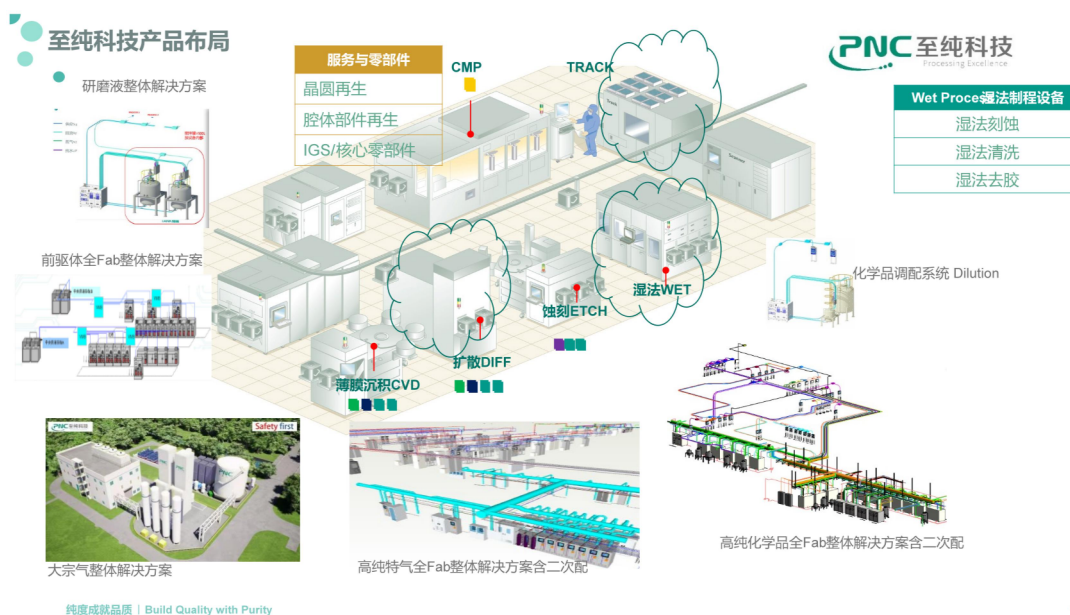 至纯科技产品布局
PNC 至纯科技
Processing Excellence
研磨液整体解决方案
服务与零部件
晶圆再生
腔体部件再生
IGS/核心零部件
CMP
TRACK
Wet Process湿法制程设备
湿法刻蚀
湿法清洗
湿法去胶
前驱体全Fab整体解决方案
化学品调配系统 Dilution
湿法WET
蚀刻ETCH
扩散DIFF
薄膜沉积CVD
PNC 至纯科技
Safety first
大宗气整体解决方案
高纯特气全Fab整体解决方案含二次配
高纯化学品全Fab整体解决方案含二次配
纯度成就品质 | Build Quality with Purity